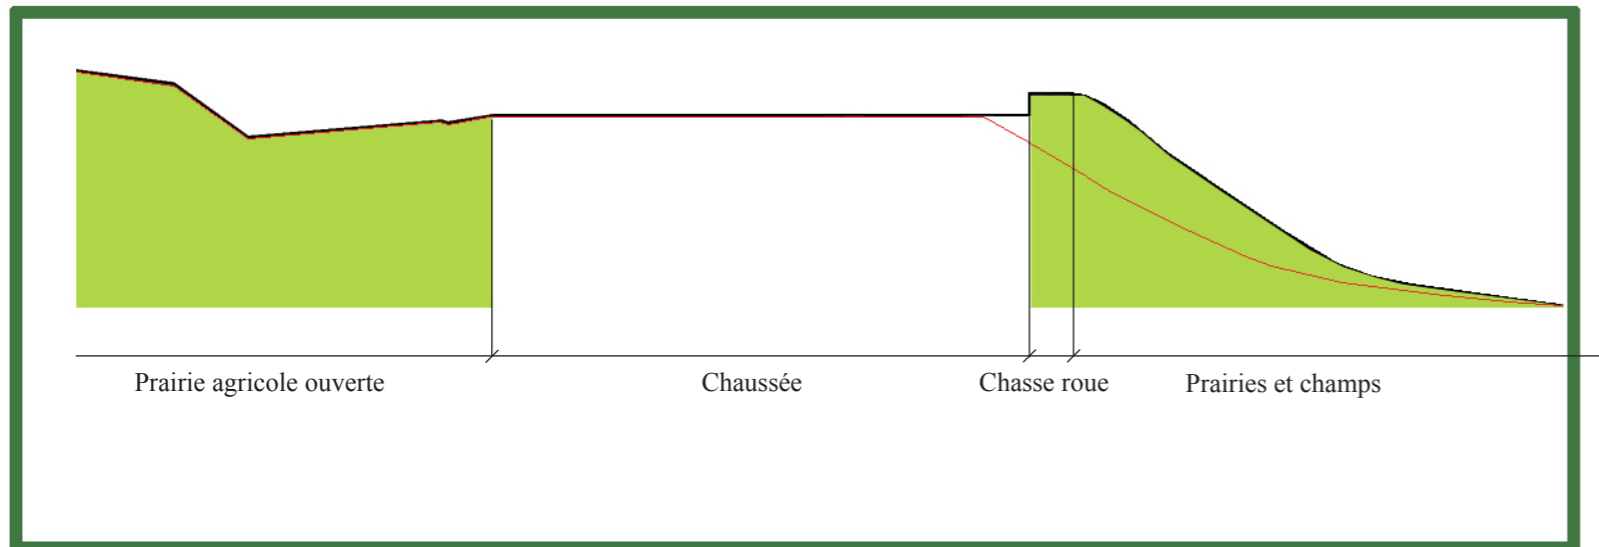 Prairie agricole ouverte
Chaussée
Chasse roue
Prairies et champs